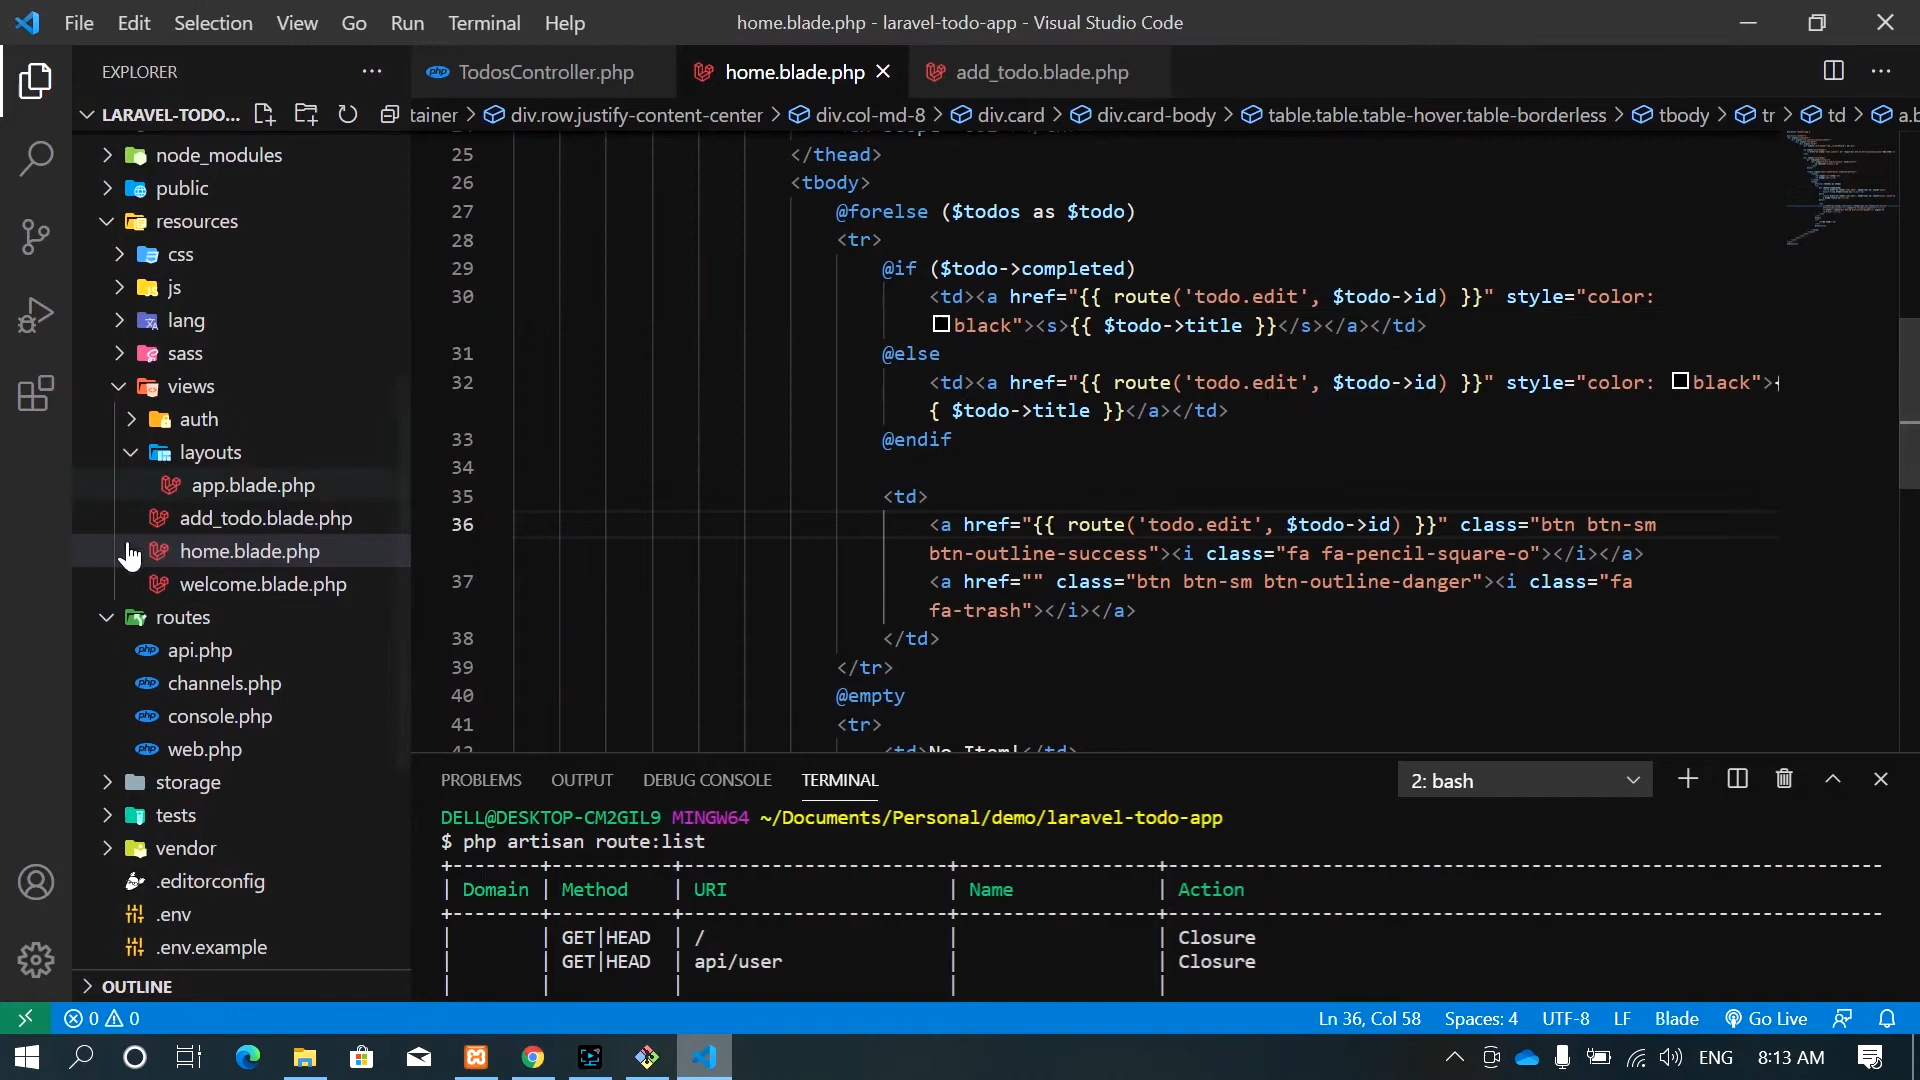 File Edit Selection View Go Run Terminal Help
home.blade.php - laravel-todo-app - Visual Studio Code
EXPLORER
TodosController.php
home.blade.php
add_todo.blade.php
LARAVEL-TODO...
tainer > div.row.justify-content-center > div.col-md-8 > div.card > div.card-body > table.table.table-hover.table-borderless > tbody > tr > td >
node_modules
public
resources
css
js
lang
sass
views
auth
layouts
app.blade.php
add_todo.blade.php
home.blade.php
welcome.blade.php
routes
api.php
channels.php
console.php
web.php
storage
tests
vendor
.editorconfig
.env
.env.example
OUTLINE
25 </thead>
26 <tbody>
27 @forelse ($todos as $todo)
28 <tr>
29 @if ($todo->completed)
30 <td><a href="{{ route('todo.edit', $todo->id) }}" style="color:
black"><s>{{ $todo->title }}</s></a></td>
31 @else
32 <td><a href="{{ route('todo.edit', $todo->id) }}" style="color: black">{
{ $todo->title }}</a></td>
33 @endif
34
35 <td>
36 <a href="{{ route('todo.edit', $todo->id) }}" class="btn btn-sm
btn-outline-success"><i class="fa fa-pencil-square-o"></i></a>
37 <a href="" class="btn btn-sm btn-outline-danger"><i class="fa
fa-trash"></i></a>
38 </td>
39 </tr>
40 @empty
41 <tr>
PROBLEMS OUTPUT DEBUG CONSOLE TERMINAL
2: bash
DELL@DESKTOP-CM2GIL9 MINGW64 ~/Documents/Personal/demo/laravel-todo-app
$ php artisan route:list
| Domain | Method | URI | Name | Action
| | GET|HEAD | / | | Closure
| | GET|HEAD | api/user | | Closure
0 0
Ln 36, Col 58 Spaces: 4 UTF-8 LF Blade Go Live
ENG 8:13 AM